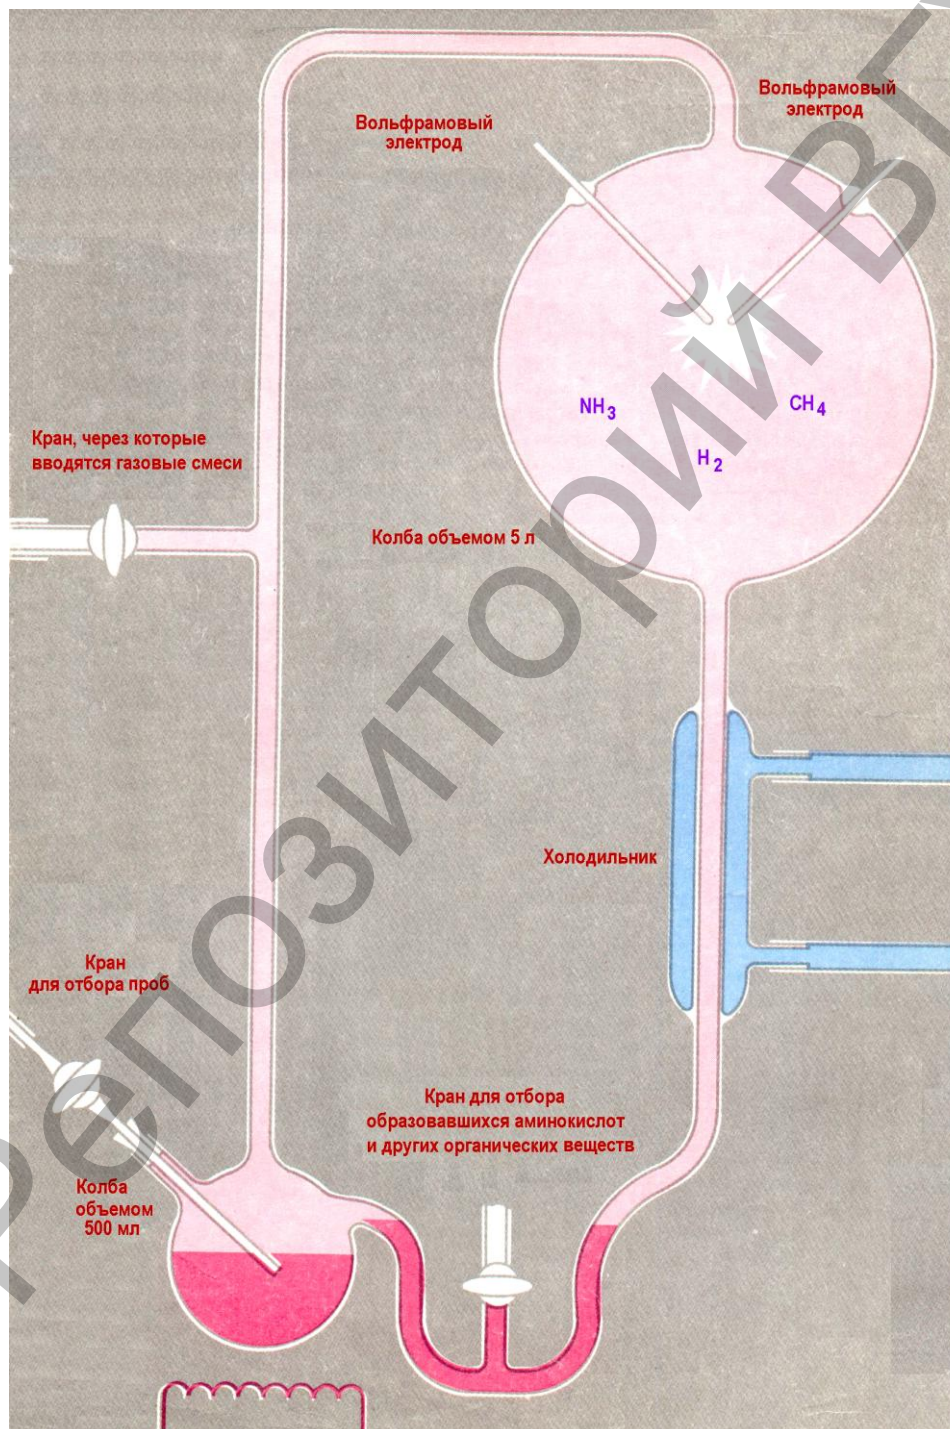 Вольфрамовый
электрод
Вольфрамовый
электрод
NH3
CH4
H2
Кран, через которые
вводятся газовые смеси
Колба объемом 5 л
Холодильник
Кран
для отбора проб
Кран для отбора
образовавшихся аминокислот
и других органических веществ
Колба
объемом
500 мл
Репозиторий ВГ